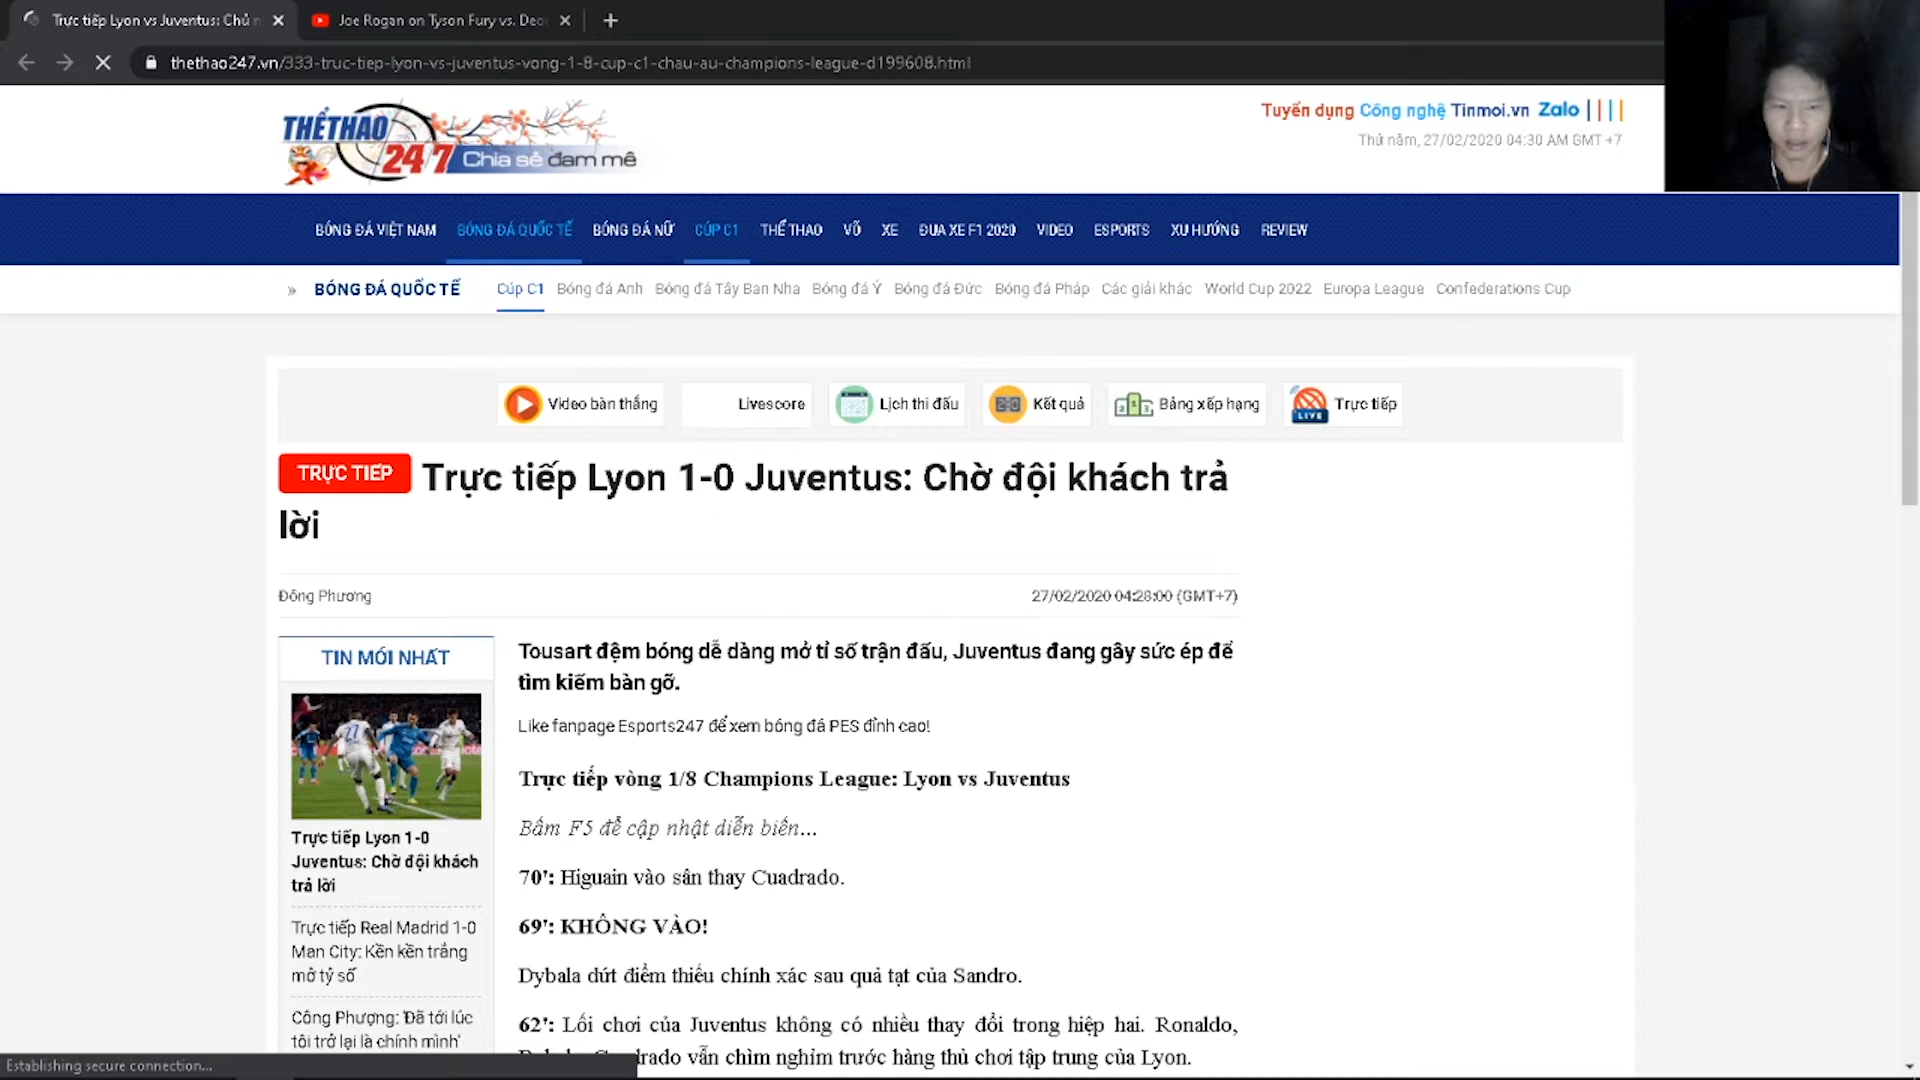 Trực tiếp Lyon vs Juventus: Chủ n
Joe Rogan on Tyson Fury vs. Deon
thethao247.vn/333-truc-tiep-lyon-vs-juventus-vong-1-8-cup-c1-chau-au-champions-league-d199608.html
THỂTHAO
247 Chia sẻ đam mê
Tuyển dụng Công nghệ Tinmoi.vn Zalo
Thứ năm, 27/02/2020 04:30 AM GMT +7
BÓNG ĐÁ VIỆT NAM BÓNG ĐÁ QUỐC TẾ BÓNG ĐÁ NỮ CÚP C1 THỂ THAO VÕ XE ĐUA XE F1 2020 VIDEO ESPORTS XU HƯỚNG REVIEW
» BÓNG ĐÁ QUỐC TẾ Cúp C1 Bóng đá Anh Bóng đá Tây Ban Nha Bóng đá Ý Bóng đá Đức Bóng đá Pháp Các giải khác World Cup 2022 Europa League Confederations Cup
Video bàn thắng Livescore Lịch thi đấu Kết quả Bảng xếp hạng LIVE Trực tiếp
TRỰC TIẾP Trực tiếp Lyon 1-0 Juventus: Chờ đội khách trả
lời
Đông Phương 27/02/2020 04:28:00 (GMT+7)
TIN MỚI NHẤT
Trực tiếp Lyon 1-0
Juventus: Chờ đội khách
trả lời
Trực tiếp Real Madrid 1-0
Man City: Kền kền trắng
mở tỷ số
Công Phượng: 'Đã tới lúc
tôi trở lại là chính mình'
Tousart đệm bóng dễ dàng mở tỉ số trận đấu, Juventus đang gây sức ép để
tìm kiếm bàn gỡ.
Like fanpage Esports247 để xem bóng đá PES đỉnh cao!
Trực tiếp vòng 1/8 Champions League: Lyon vs Juventus
Bấm F5 để cập nhật diễn biến...
70': Higuain vào sân thay Cuadrado.
69': KHÔNG VÀO!
Dybala dứt điểm thiếu chính xác sau quả tạt của Sandro.
62': Lối chơi của Juventus không có nhiều thay đổi trong hiệp hai. Ronaldo,
vẫn chìm nghỉm trước hàng thủ chơi tập trung của Lyon.
Establishing secure connection...